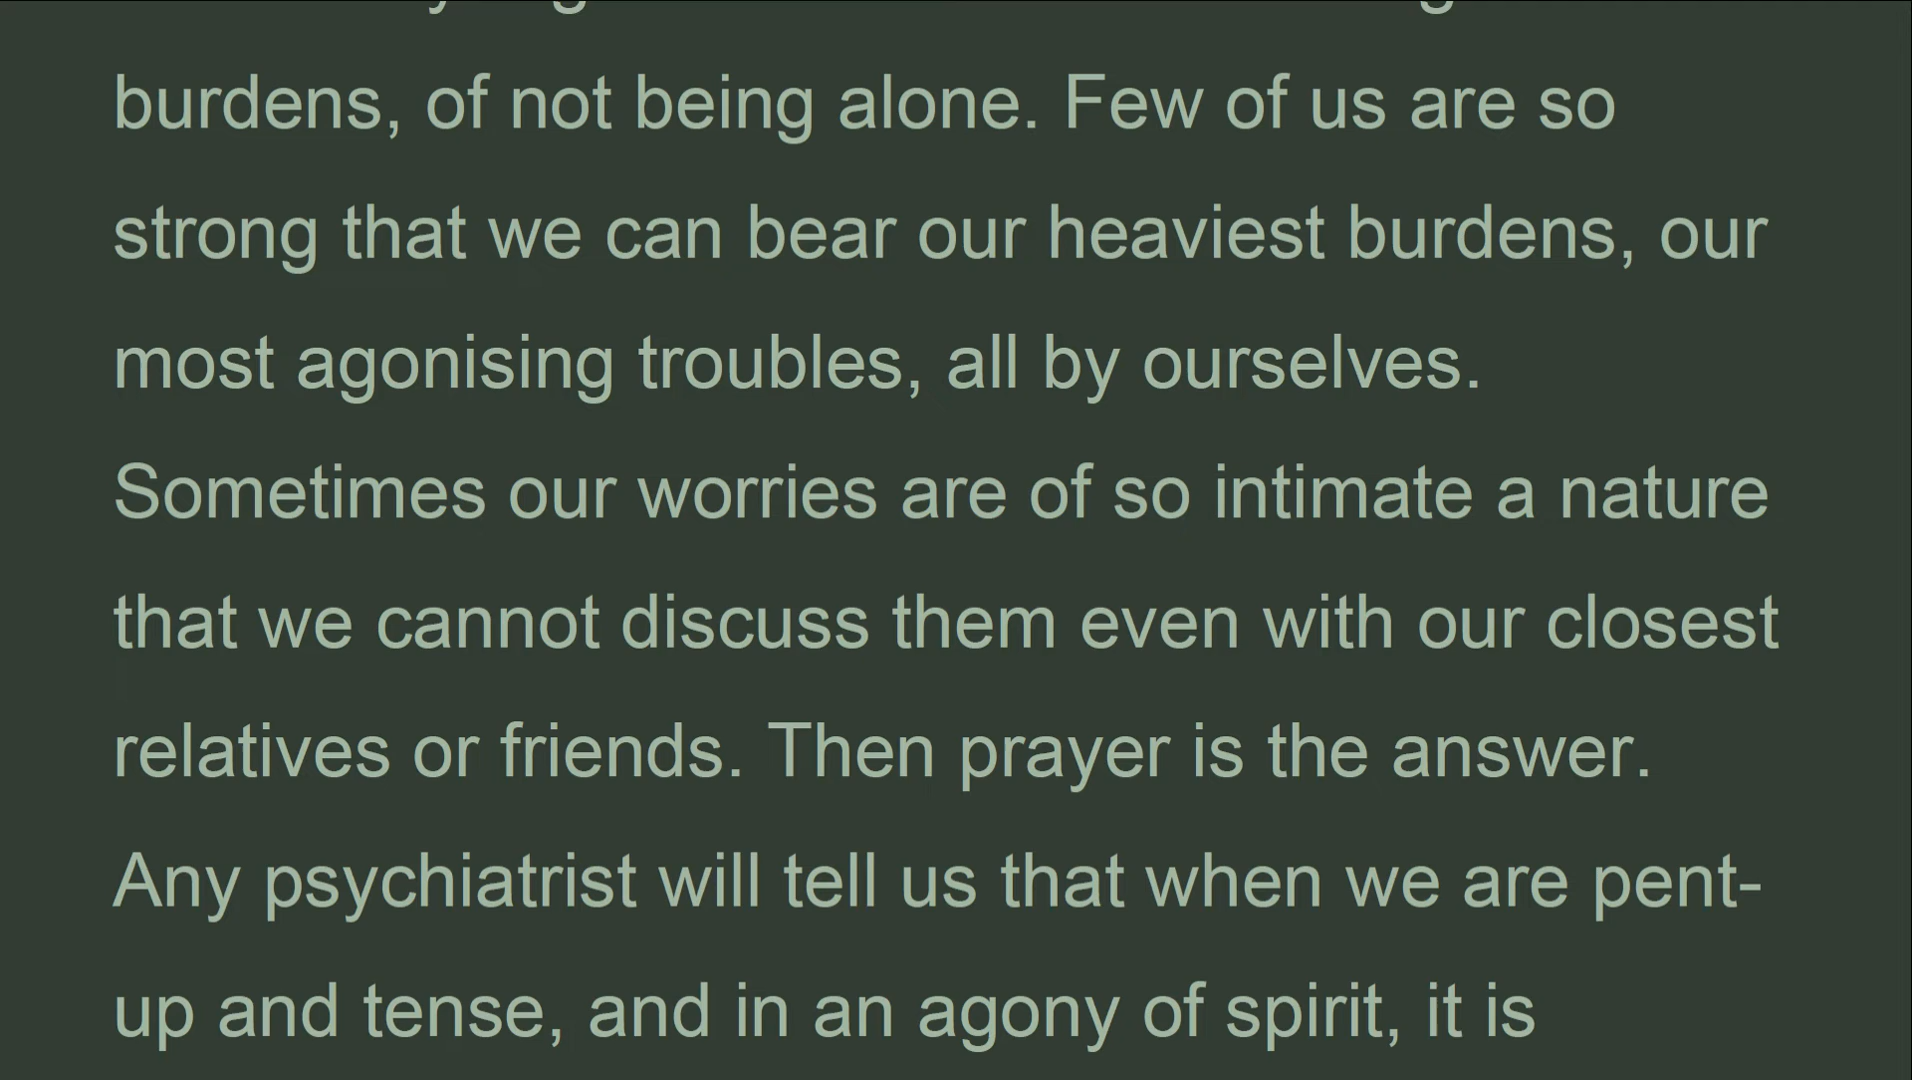 burdens, of not being alone. Few of us are so
strong that we can bear our heaviest burdens, our
most agonising troubles, all by ourselves.
Sometimes our worries are of so intimate a nature
that we cannot discuss them even with our closest
relatives or friends. Then prayer is the answer.
Any psychiatrist will tell us that when we are pent-
up and tense, and in an agony of spirit, it is